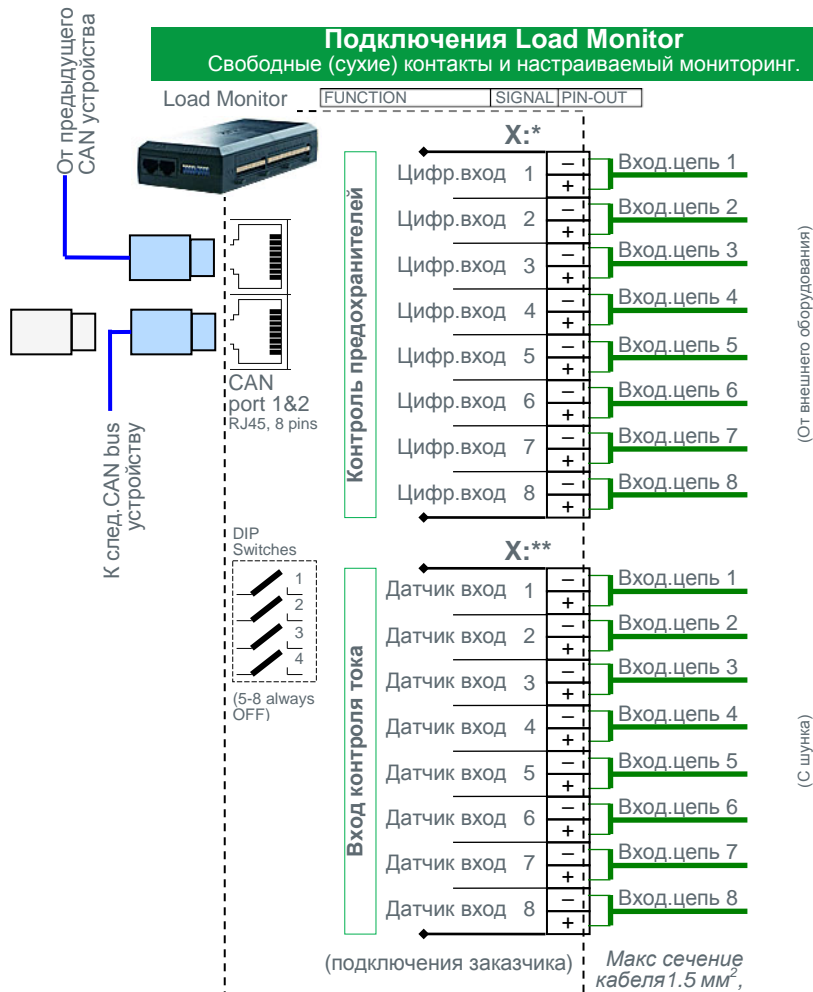 Подключения Load Monitor
Свободные (сухие) контакты и настраиваемый мониторинг.
От предыдущего
CAN устройства
Load Monitor
FUNCTION SIGNAL PIN-OUT
X:*
Контроль предохранителей
Цифр.вход 1 – + Вход.цепь 1
Цифр.вход 2 – + Вход.цепь 2
Цифр.вход 3 – + Вход.цепь 3
Цифр.вход 4 – + Вход.цепь 4
Цифр.вход 5 – + Вход.цепь 5
Цифр.вход 6 – + Вход.цепь 6
Цифр.вход 7 – + Вход.цепь 7
Цифр.вход 8 – + Вход.цепь 8
(От внешнего оборудования)
CAN
port 1&2
RJ45, 8 pins
К след.CAN bus
устройству
DIP
Switches
1
2
3
4
(5-8 always
OFF)
X:**
Вход контроля тока
Датчик вход 1 – + Вход.цепь 1
Датчик вход 2 – + Вход.цепь 2
Датчик вход 3 – + Вход.цепь 3
Датчик вход 4 – + Вход.цепь 4
Датчик вход 5 – + Вход.цепь 5
Датчик вход 6 – + Вход.цепь 6
Датчик вход 7 – + Вход.цепь 7
Датчик вход 8 – + Вход.цепь 8
(С шунка)
(подключения заказчика)
Макс сечение
кабеля1.5 мм²,